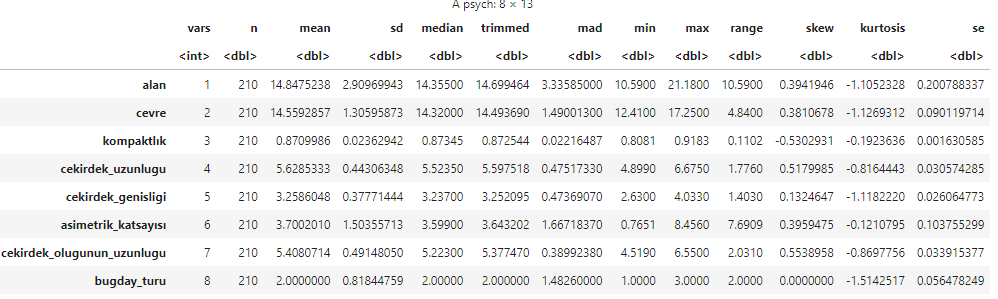 A psych: 8 × 13
vars n mean sd median trimmed mad min max range skew kurtosis se
<int> <dbl> <dbl> <dbl> <dbl> <dbl> <dbl> <dbl> <dbl> <dbl> <dbl> <dbl> <dbl>
alan 1 210 14.8475238 2.90969943 14.35500 14.699464 3.33585000 10.5900 21.1800 10.5900 0.3941946 -1.1052328 0.200788337
cevre 2 210 14.5592857 1.30595873 14.32000 14.493690 1.49001300 12.4100 17.2500 4.8400 0.3810678 -1.1269312 0.090119714
kompaktlık 3 210 0.8709986 0.02362942 0.87345 0.872544 0.02216487 0.8081 0.9183 0.1102 -0.5302931 -0.1923636 0.001630585
cekirdek_uzunlugu 4 210 5.6285333 0.44306348 5.52350 5.597518 0.47517330 4.8990 6.6750 1.7760 0.5179985 -0.8164443 0.030574285
cekirdek_genisligi 5 210 3.2586048 0.37771444 3.23700 3.252095 0.47369070 2.6300 4.0330 1.4030 0.1324647 -1.1182220 0.026064773
asimetrik_katsayısı 6 210 3.7002010 1.50355713 3.59900 3.643202 1.66718370 0.7651 8.4560 7.6909 0.3959475 -0.1210795 0.103755299
cekirdek_olugunun_uzunlugu 7 210 5.4080714 0.49148050 5.22300 5.377470 0.38992380 4.5190 6.5500 2.0310 0.5538958 -0.8697756 0.033915377
bugday_turu 8 210 2.0000000 0.81844759 2.00000 2.000000 1.48260000 1.0000 3.0000 2.0000 0.0000000 -1.5142517 0.056478249